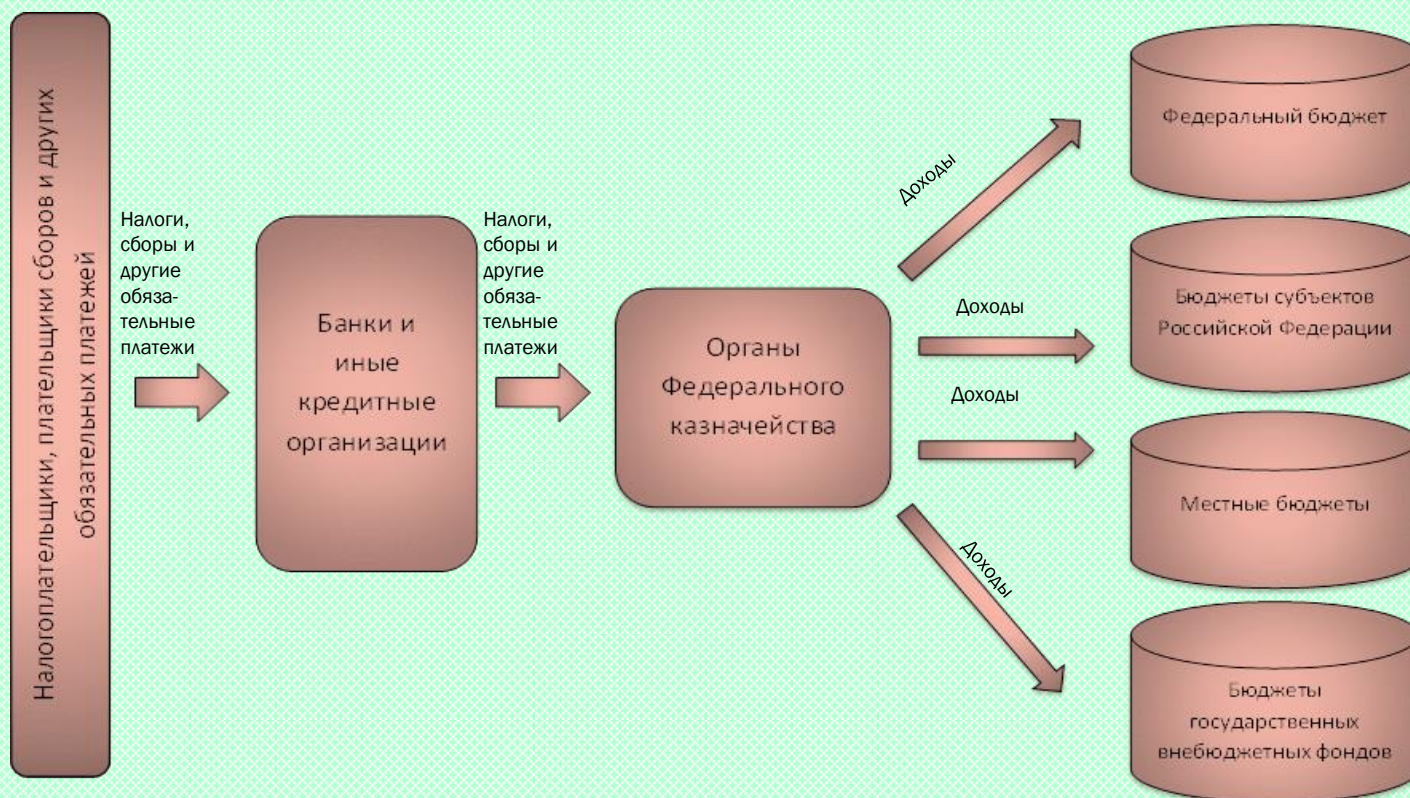 Налогоплательщики, плательщики сборов и других
обязательных платежей
Налоги,
сборы и
другие
обяза-
тельные
платежи
Банки и
иные
кредитные
организации
Налоги,
сборы и
другие
обяза-
тельные
платежи
Органы
Федерального
казначейства
Доходы
Доходы
Доходы
Доходы
Федеральный бюджет
Бюджеты субъектов
Российской Федерации
Местные бюджеты
Бюджеты
государственных
внебюджетных фондов